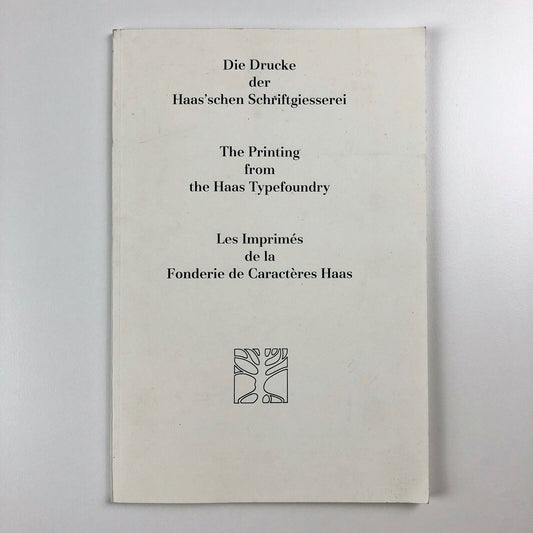 Die Drucke
der
Haas'schen Schriftgiesserei
The Printing
from
the Haas Typefoundry
Les Imprimés
de la
Fonderie de Caractères Haas